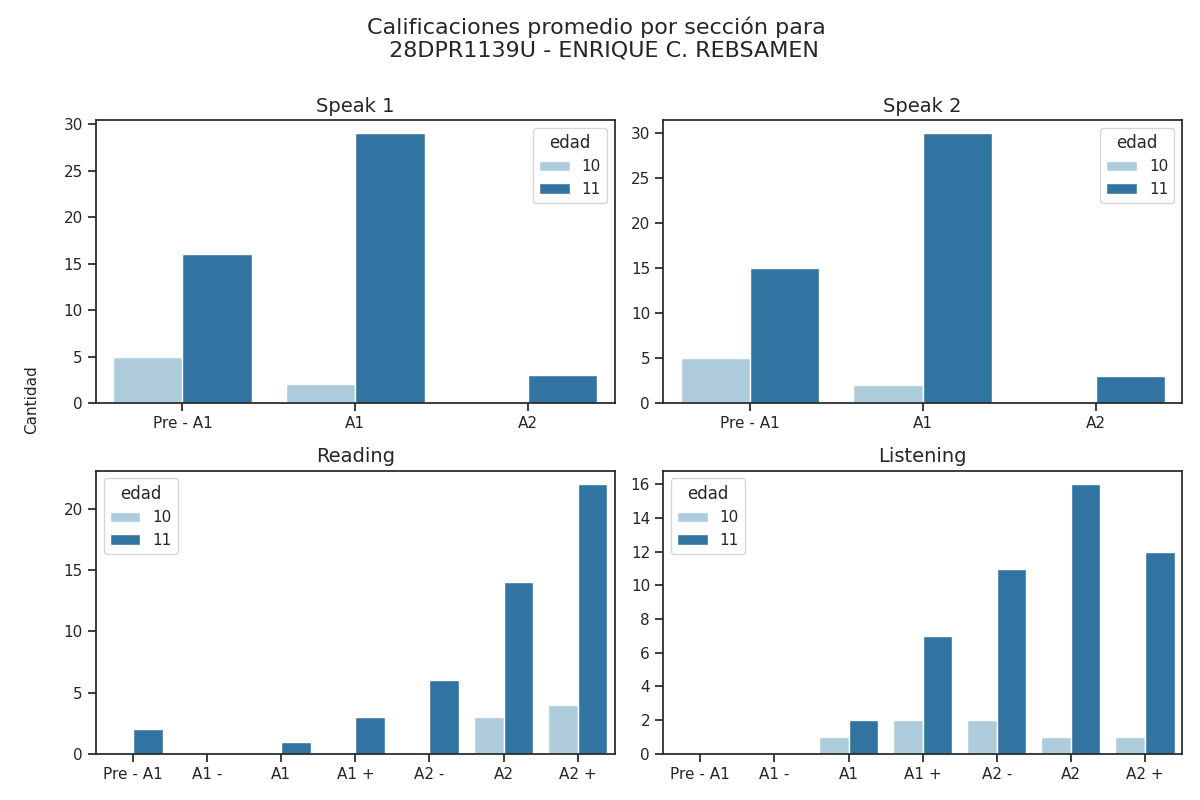 Calificaciones promedio por sección para
28DPR1139U - ENRIQUE C. REBSAMEN
Cantidad
Speak 1
30
25
20
15
10
5
0
edad
10
11
Pre - A1 A1 A2
Speak 2
30
25
20
15
10
5
0
edad
10
11
Pre - A1 A1 A2
Reading
20
15
10
5
0
edad
10
11
Pre - A1 A1 - A1 A1 + A2 - A2 A2 +
Listening
16
14
12
10
8
6
4
2
0
edad
10
11
Pre - A1 A1 - A1 A1 + A2 - A2 A2 +